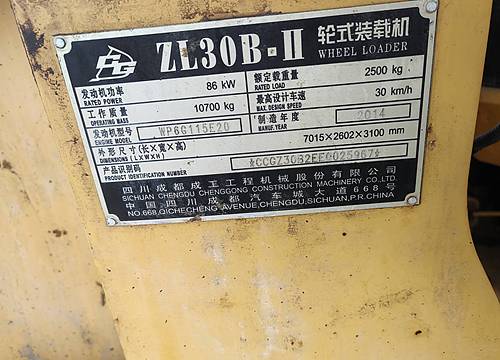 ZL30B-II 轮式装载机
WHEEL LOADER
发动机功率 86 kW 额定载重量 2500 kg
RATED POWER RATED LOAD
工作质量 10700 kg 最高设计车速 30 km/h
OPERATING MASS MAX. DESIGN SPEED
发动机型号 WP6G115E20 制造年度 2014
ENGINE MODEL MANUF. YEAR
外形尺寸(长×宽×高) 7015×2602×3100 mm
DIMENSIONS (L×W×H)
产品识别码 ☆CCGZ30B2EE0025967☆
PRODUCT IDENTIFICATION NUMBER
四川成都成工工程机械股份有限公司
SICHUAN CHENGDU CHENGGONG CONSTRUCTION MACHINERY CO.,LTD.
中国四川成都汽车城大道668号
NO.668,QICHECHENG AVENUE,CHENGDU,SICHUAN,P.R.CHINA